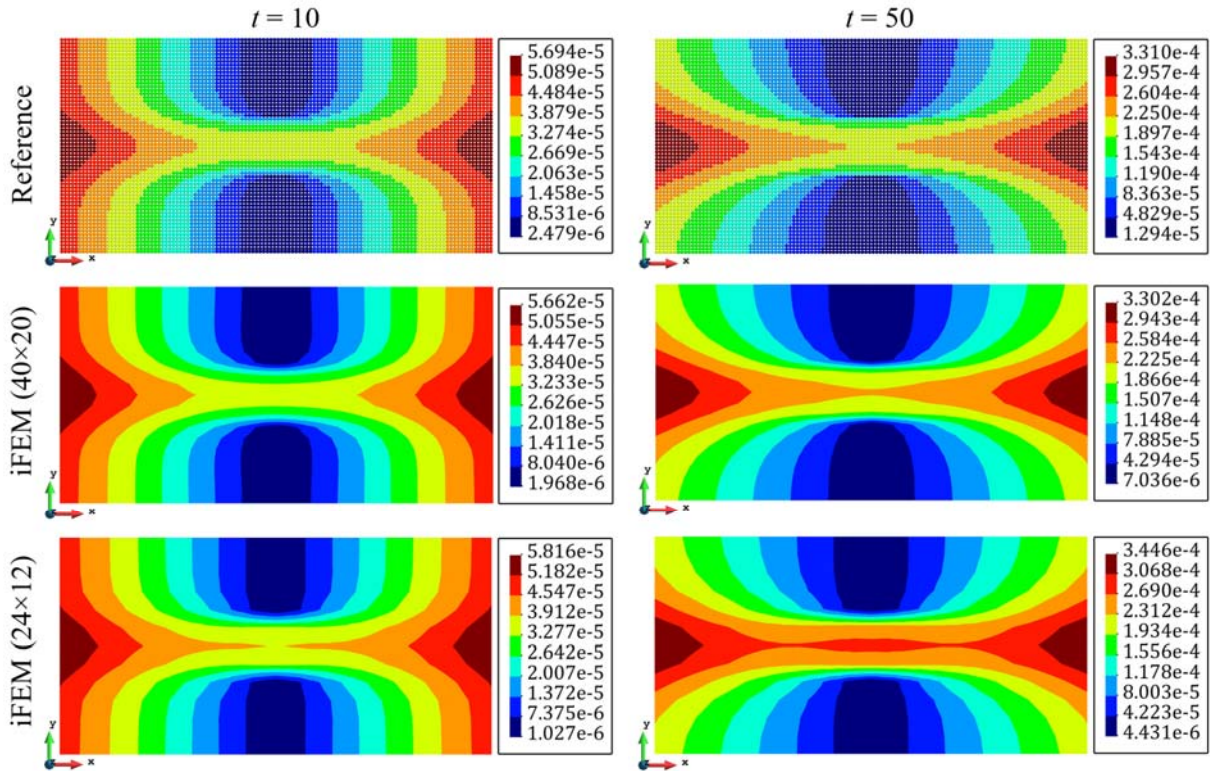 t = 10
t = 50
Reference
5.694e-5
5.089e-5
4.484e-5
3.879e-5
3.274e-5
2.669e-5
2.063e-5
1.458e-5
8.531e-6
2.479e-6
y
x
3.310e-4
2.957e-4
2.604e-4
2.250e-4
1.897e-4
1.543e-4
1.190e-4
8.363e-5
4.829e-5
1.294e-5
y
x
iFEM (40×20)
5.662e-5
5.055e-5
4.447e-5
3.840e-5
3.233e-5
2.626e-5
2.018e-5
1.411e-5
8.040e-6
1.968e-6
y
x
3.302e-4
2.943e-4
2.584e-4
2.225e-4
1.866e-4
1.507e-4
1.148e-4
7.885e-5
4.294e-5
7.036e-6
y
x
iFEM (24×12)
5.816e-5
5.182e-5
4.547e-5
3.912e-5
3.277e-5
2.642e-5
2.007e-5
1.372e-5
7.375e-6
1.027e-6
y
x
3.446e-4
3.068e-4
2.690e-4
2.312e-4
1.934e-4
1.556e-4
1.178e-4
8.003e-5
4.223e-5
4.431e-6
y
x